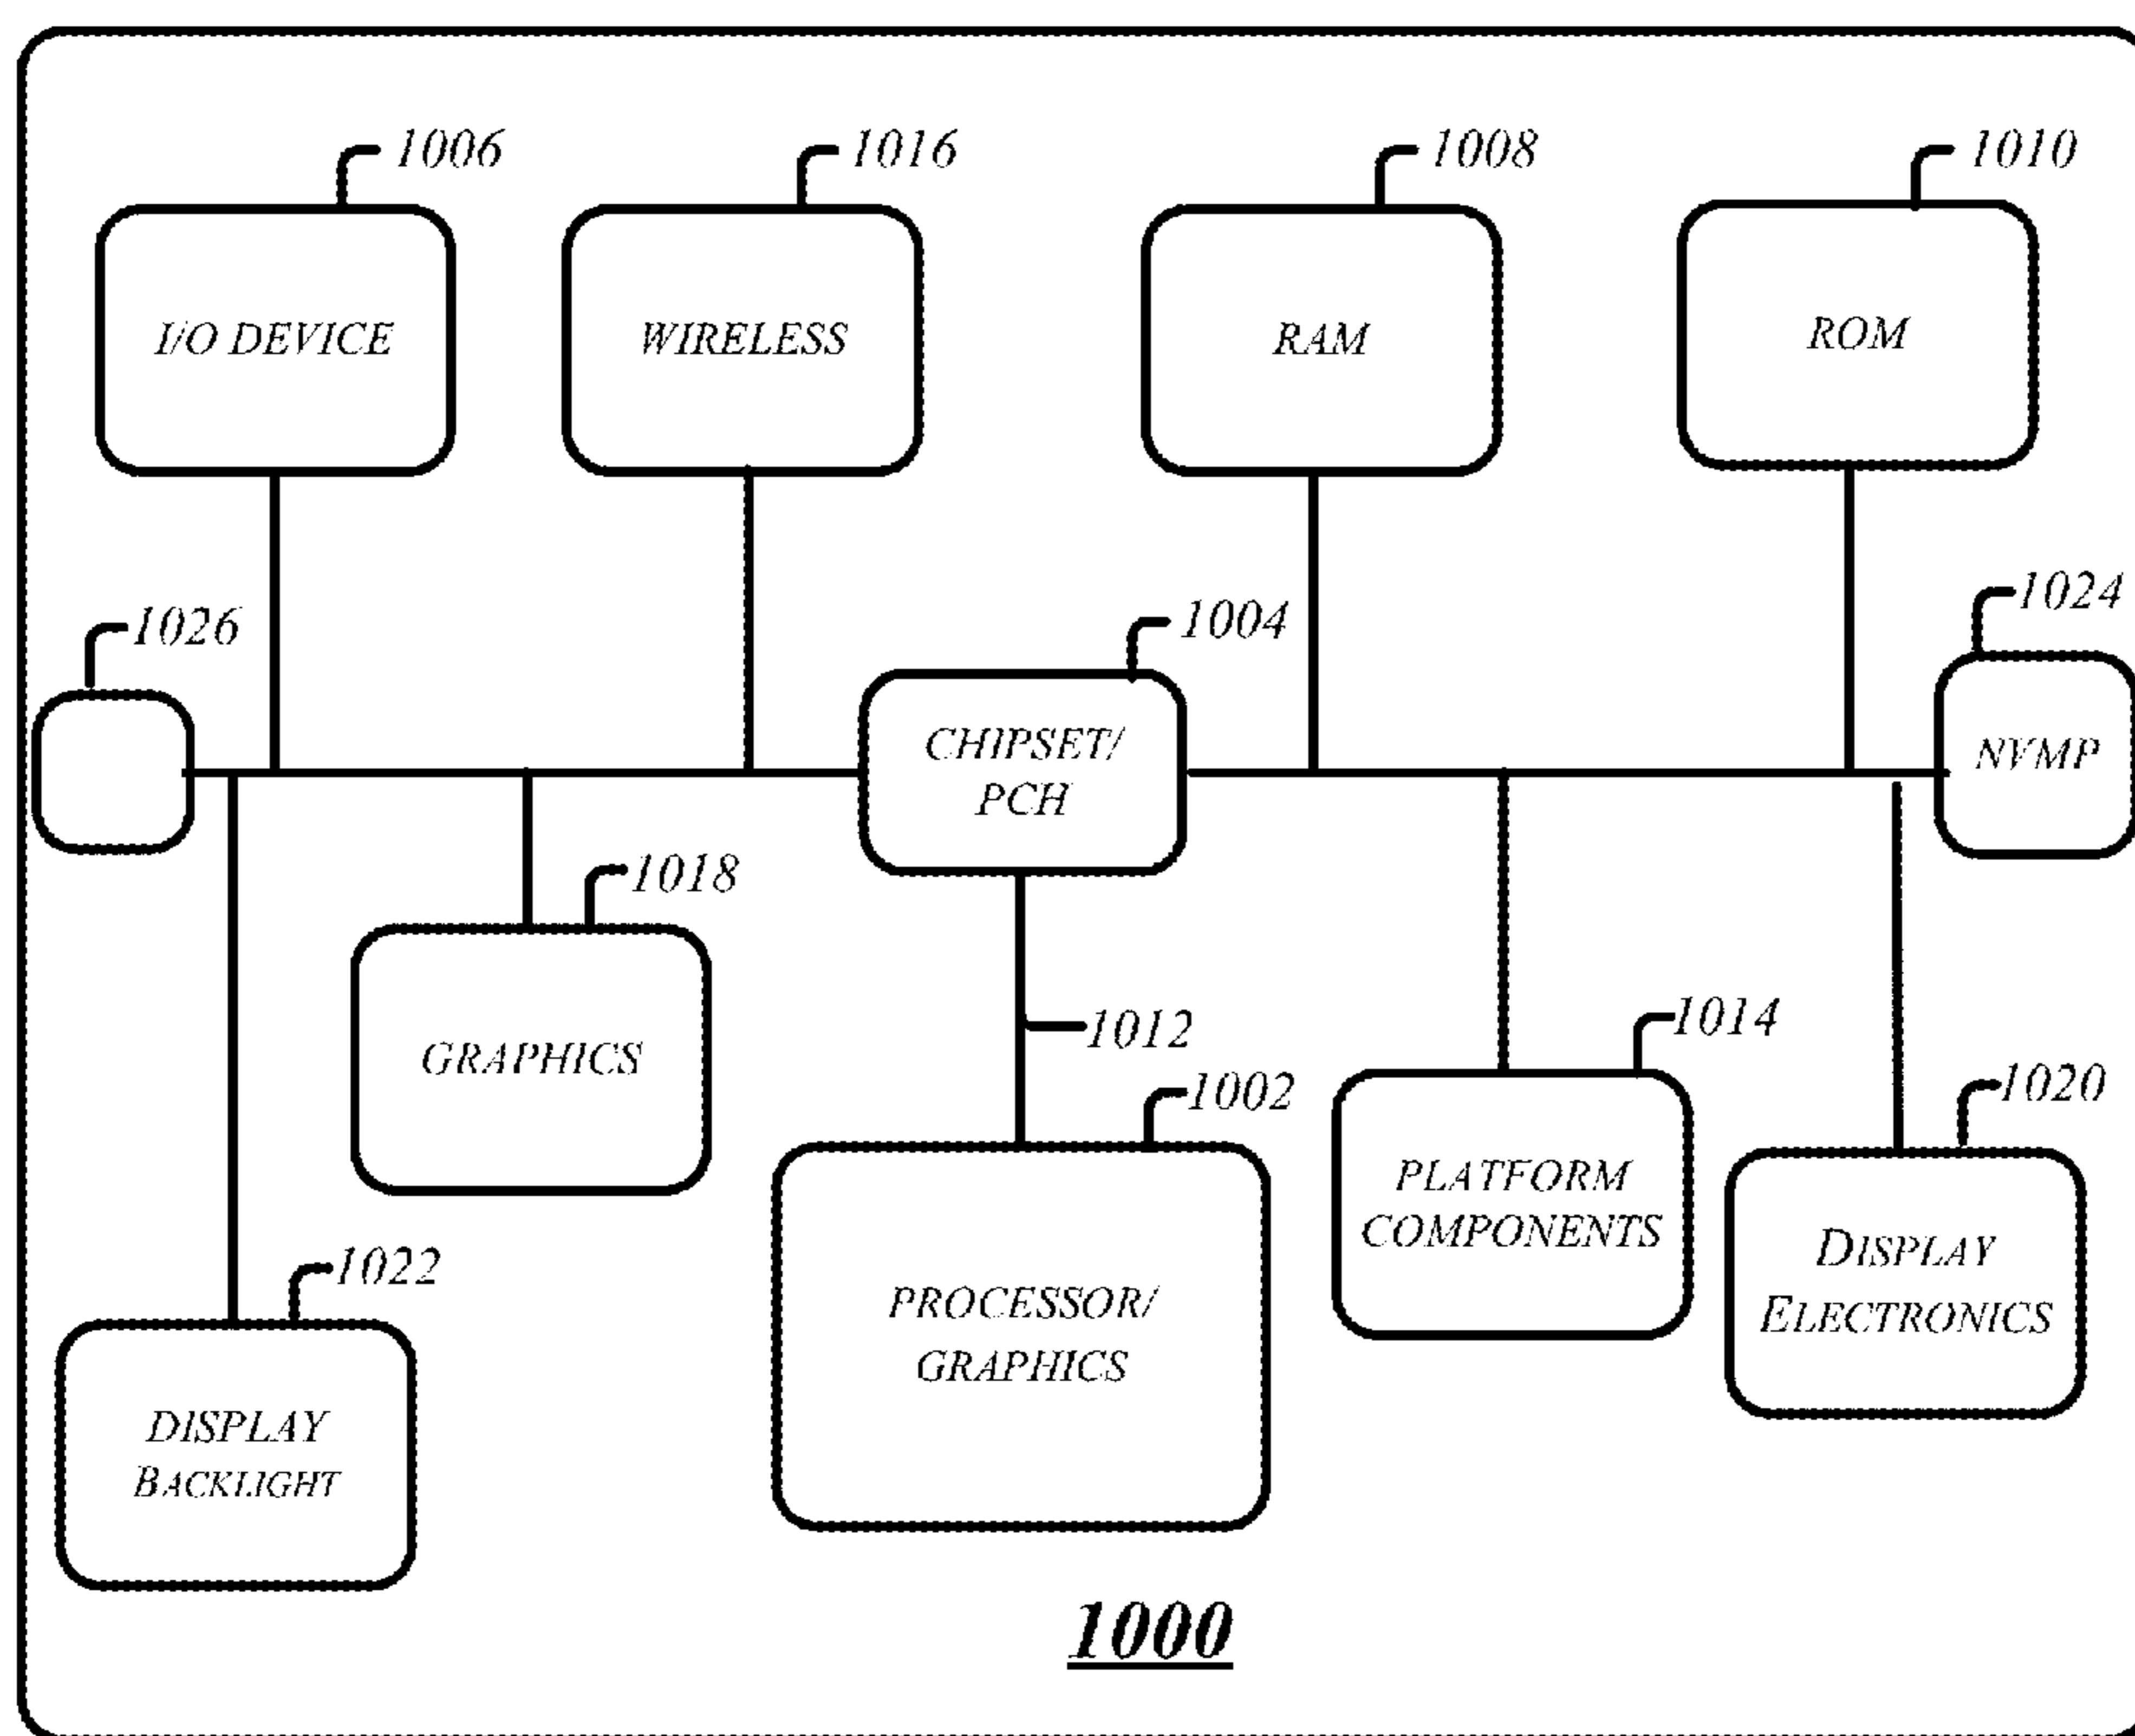 1006
1016
1008
1010
I/O DEVICE
WIRELESS
RAM
ROM
1026
1004
1024
CHIPSET/
PCH
NVMP
1018
GRAPHICS
1012
1014
1002
1020
PLATFORM
COMPONENTS
DISPLAY
ELECTRONICS
1022
PROCESSOR/
GRAPHICS
DISPLAY
BACKLIGHT
1000